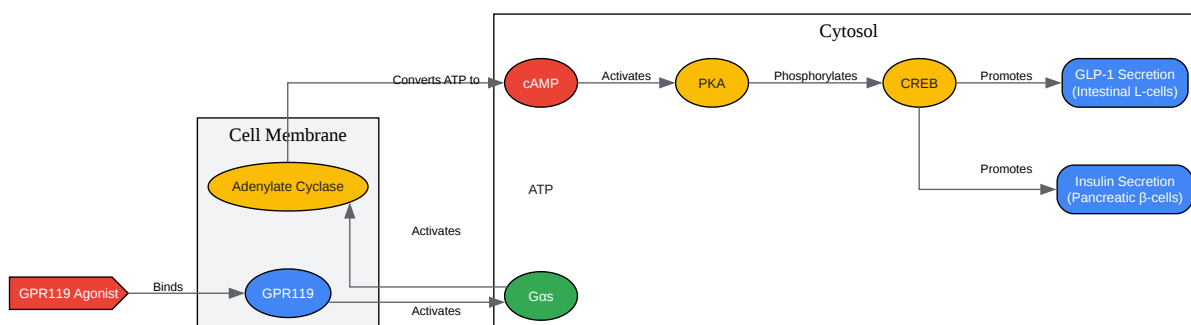 Cytosol
Converts ATP to
cAMP
Activates
PKA
Phosphorylates
CREB
Promotes
GLP-1 Secretion
(Intestinal L-cells)
Cell Membrane
Adenylate Cyclase
ATP
Promotes
Insulin Secretion
(Pancreatic β-cells)
Activates
GPR119 Agonist
Binds
GPR119
Activates
Gαs